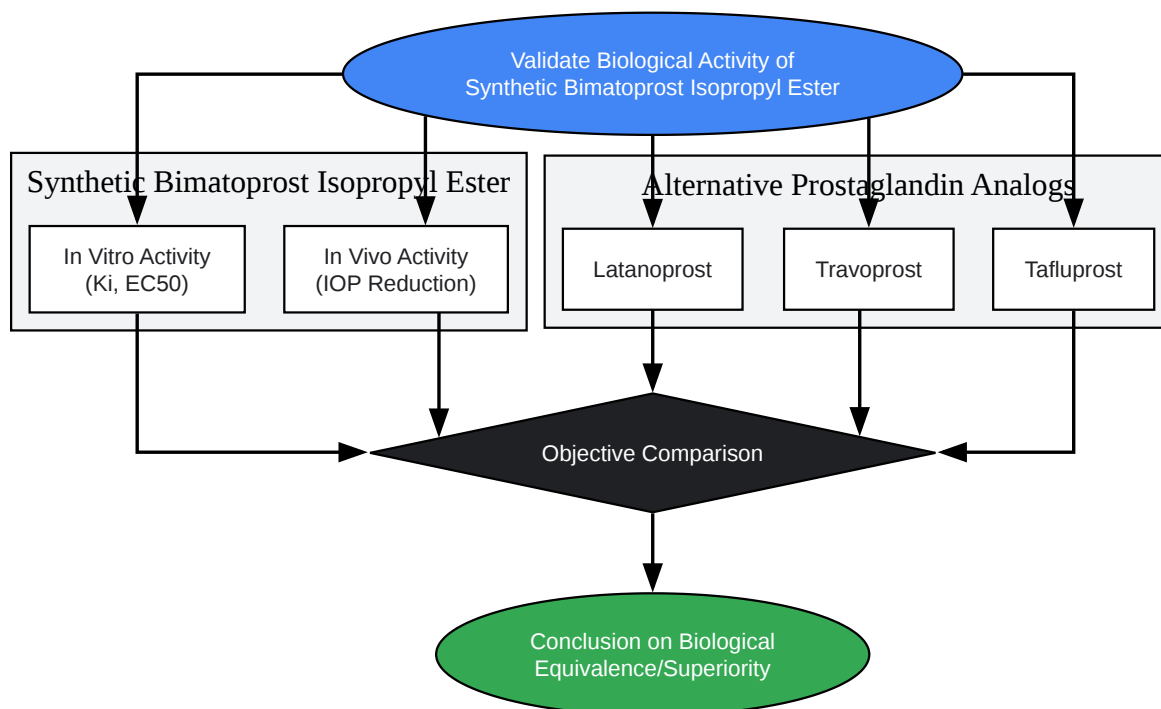 Validate Biological Activity of
Synthetic Bimatoprost Isopropyl Ester
Synthetic Bimatoprost Isopropyl Ester
Alternative Prostaglandin Analogs
In Vitro Activity
(Ki, EC50)
In Vivo Activity
(IOP Reduction)
Latanoprost
Travoprost
Tafluprost
Objective Comparison
Conclusion on Biological
Equivalence/Superiority